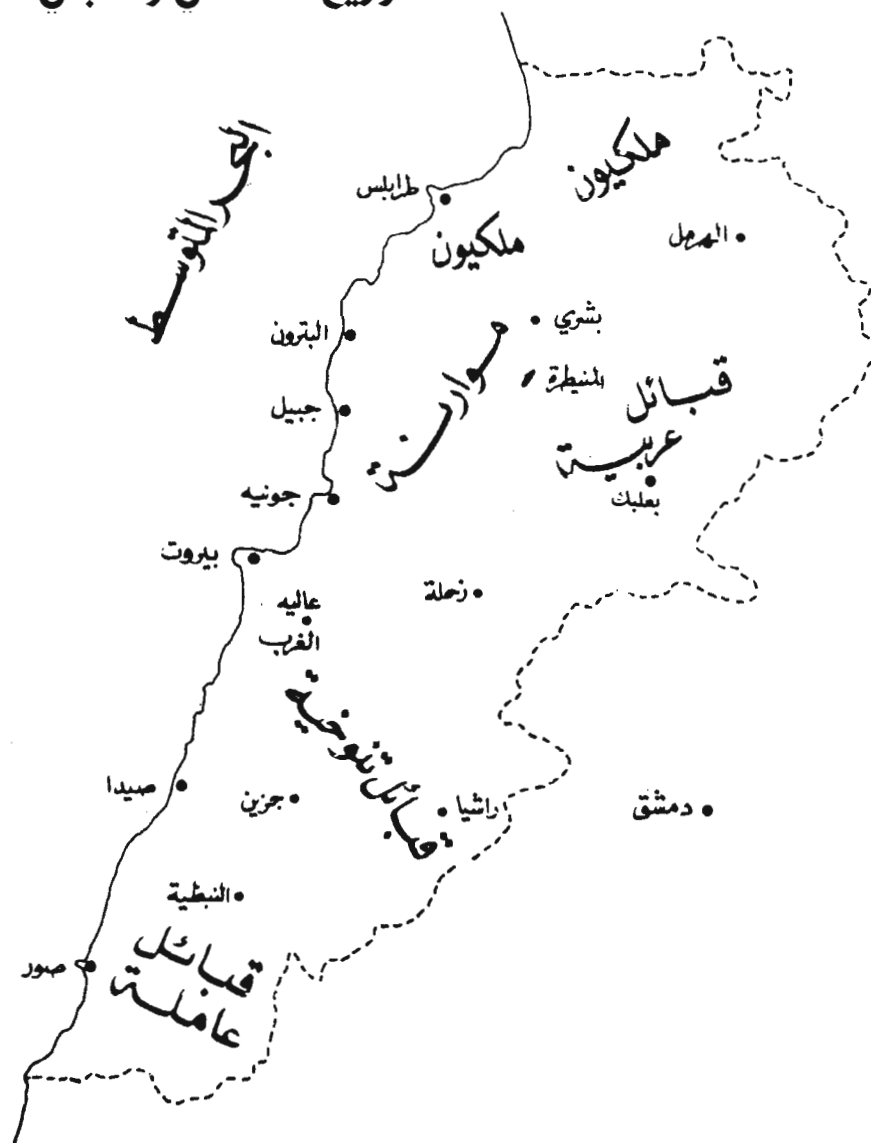 البحر المتوسط
ملكيون
طرابلس
ملكيون
الهرمل
بشري
البترون
موارنة
المنيطرة
قبائل
عربية
جبيل
بعلبك
جونيه
بيروت
زحلة
عاليه
الغرب
قبائل تنوخية
صيدا
جزين
راشيا
دمشق
النبطية
قبائل
عاملة
صور